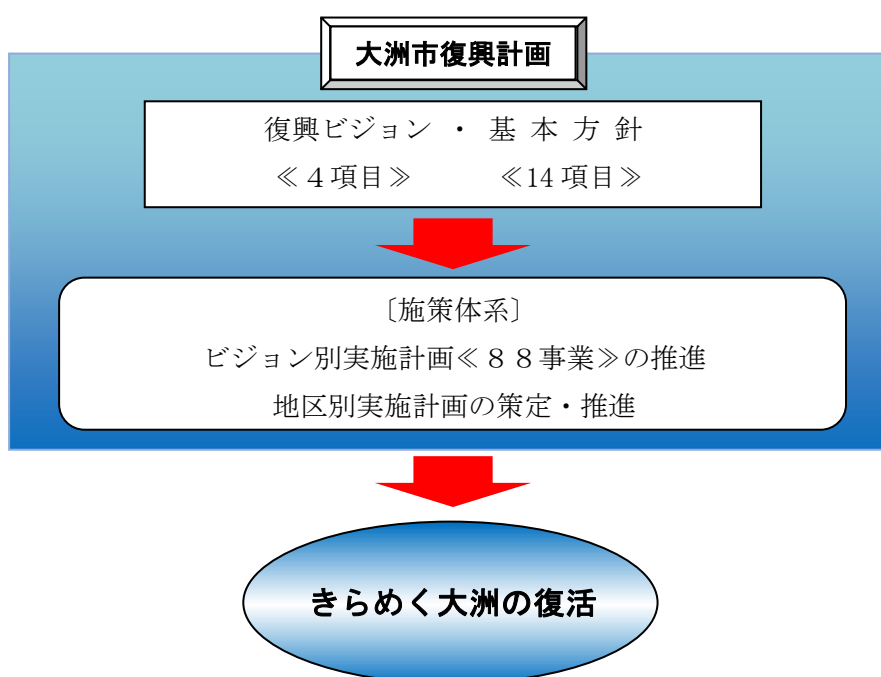 大洲市復興計画
復興ビジョン ・ 基 本 方 針
≪４項目≫ ≪14 項目≫
〔施策体系〕
ビジョン別実施計画≪８８事業≫の推進
地区別実施計画の策定・推進
きらめく大洲の復活